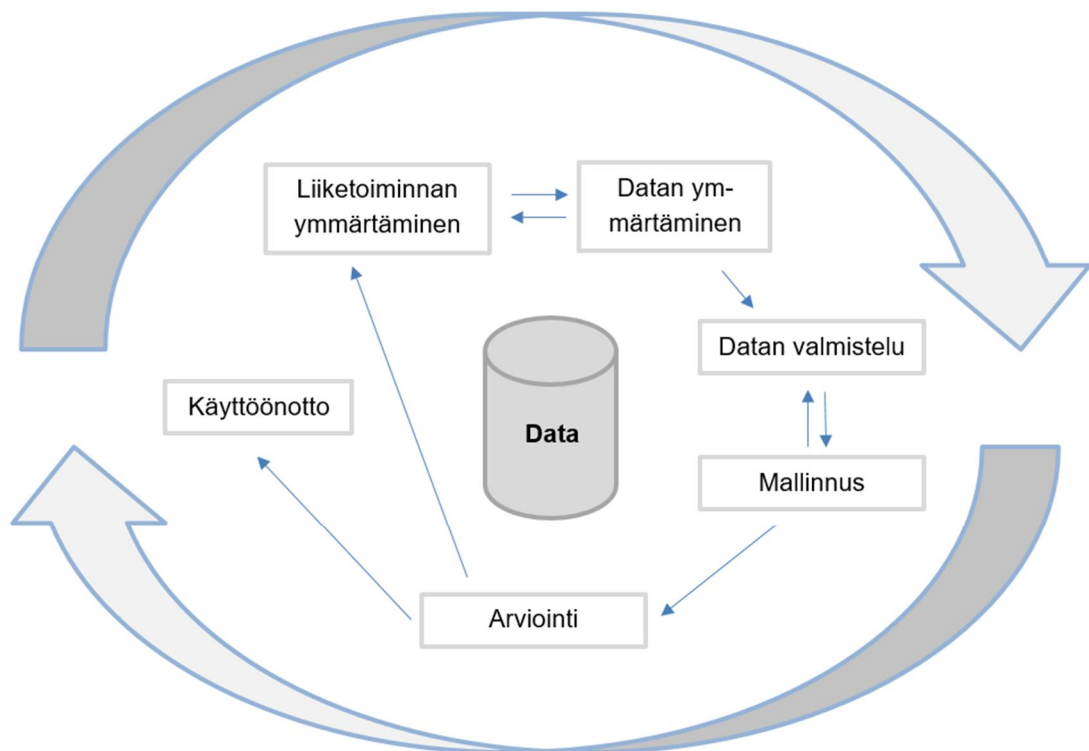 Liiketoiminnan
ymmärtäminen
Datan ym-
märtäminen
Datan valmistelu
Käyttöönotto
Data
Mallinnus
Arviointi